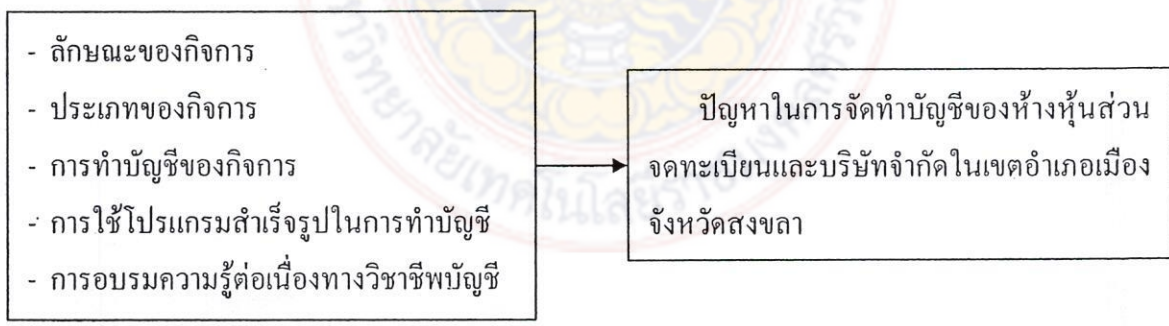 - ลักษณะของกิจการ
- ประเภทของกิจการ
- การทำบัญชีของกิจการ
- การใช้โปรแกรมสำเร็จรูปในการทำบัญชี
- การอบรมความรู้ต่อเนื่องทางวิชาชีพบัญชี
ปัญหาในการจัดทำบัญชีของห้างหุ้นส่วน
จดทะเบียนและบริษัทจำกัดในเขตอำเภอเมือง
จังหวัดสงขลา